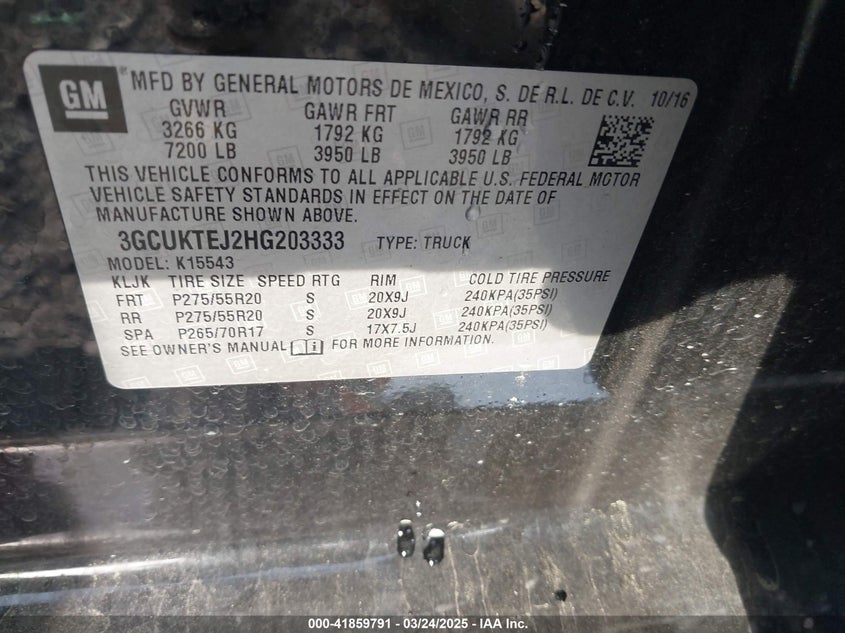 GM ® MFD BY GENERAL MOTORS DE MEXICO, S. DE R.L. DE C.V. 10/16
GVWR GAWR FRT GAWR RR
3266 KG 1792 KG 1792 KG
7200 LB 3950 LB 3950 LB
THIS VEHICLE CONFORMS TO ALL APPLICABLE U.S. FEDERAL MOTOR
VEHICLE SAFETY STANDARDS IN EFFECT ON THE DATE OF
MANUFACTURE SHOWN ABOVE.
3GCUKTEJ2HG203333 TYPE: TRUCK
MODEL: K15543
KLJK TIRE SIZE SPEED RTG RIM COLD TIRE PRESSURE
FRT P275/55R20 S 20X9J 240KPA(35PSI)
RR P275/55R20 S 20X9J 240KPA(35PSI)
SPA P265/70R17 S 17X7.5J 240KPA(35PSI)
SEE OWNER'S MANUAL FOR MORE INFORMATION.
000-41859791 - 03/24/2025 - IAA Inc.